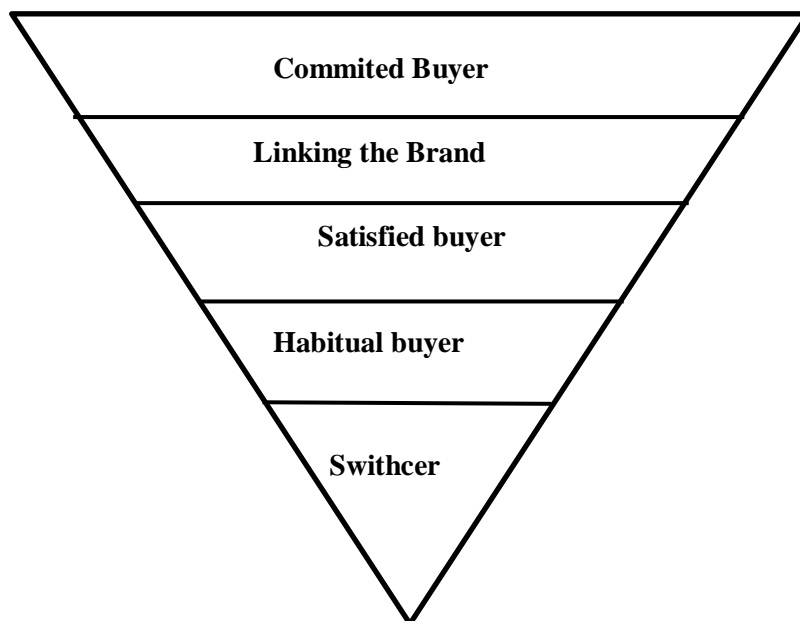 Commited Buyer
Linking the Brand
Satisfied buyer
Habitual buyer
Swithcer